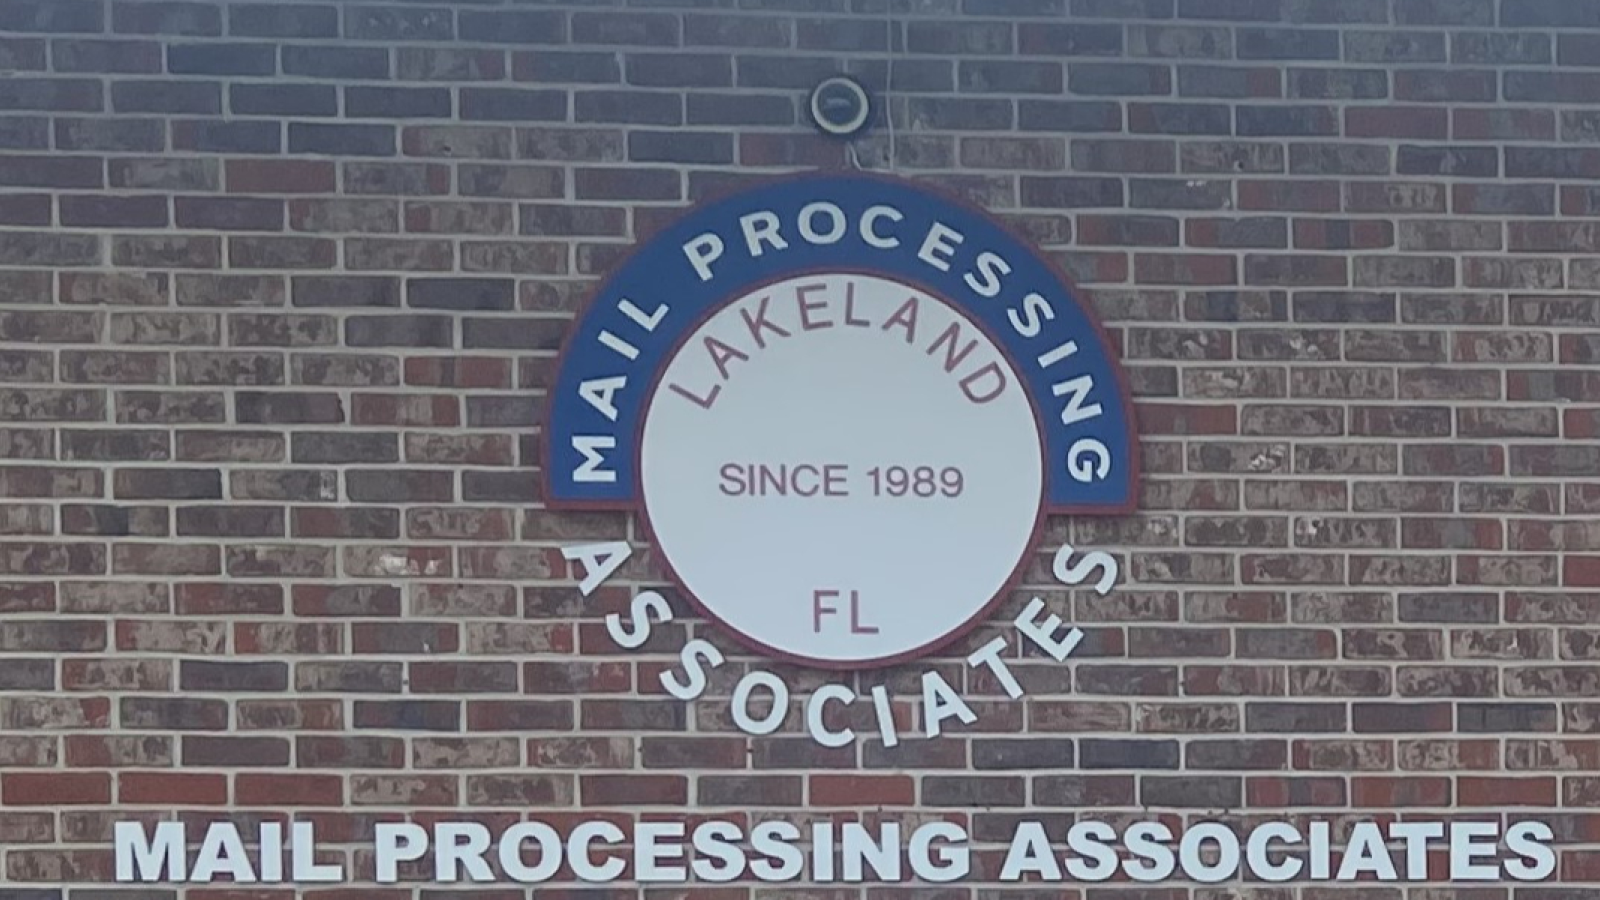 MAIL PROCESSING
LAKELAND
SINCE 1989
FL
ASSOCIATES
MAIL PROCESSING ASSOCIATES